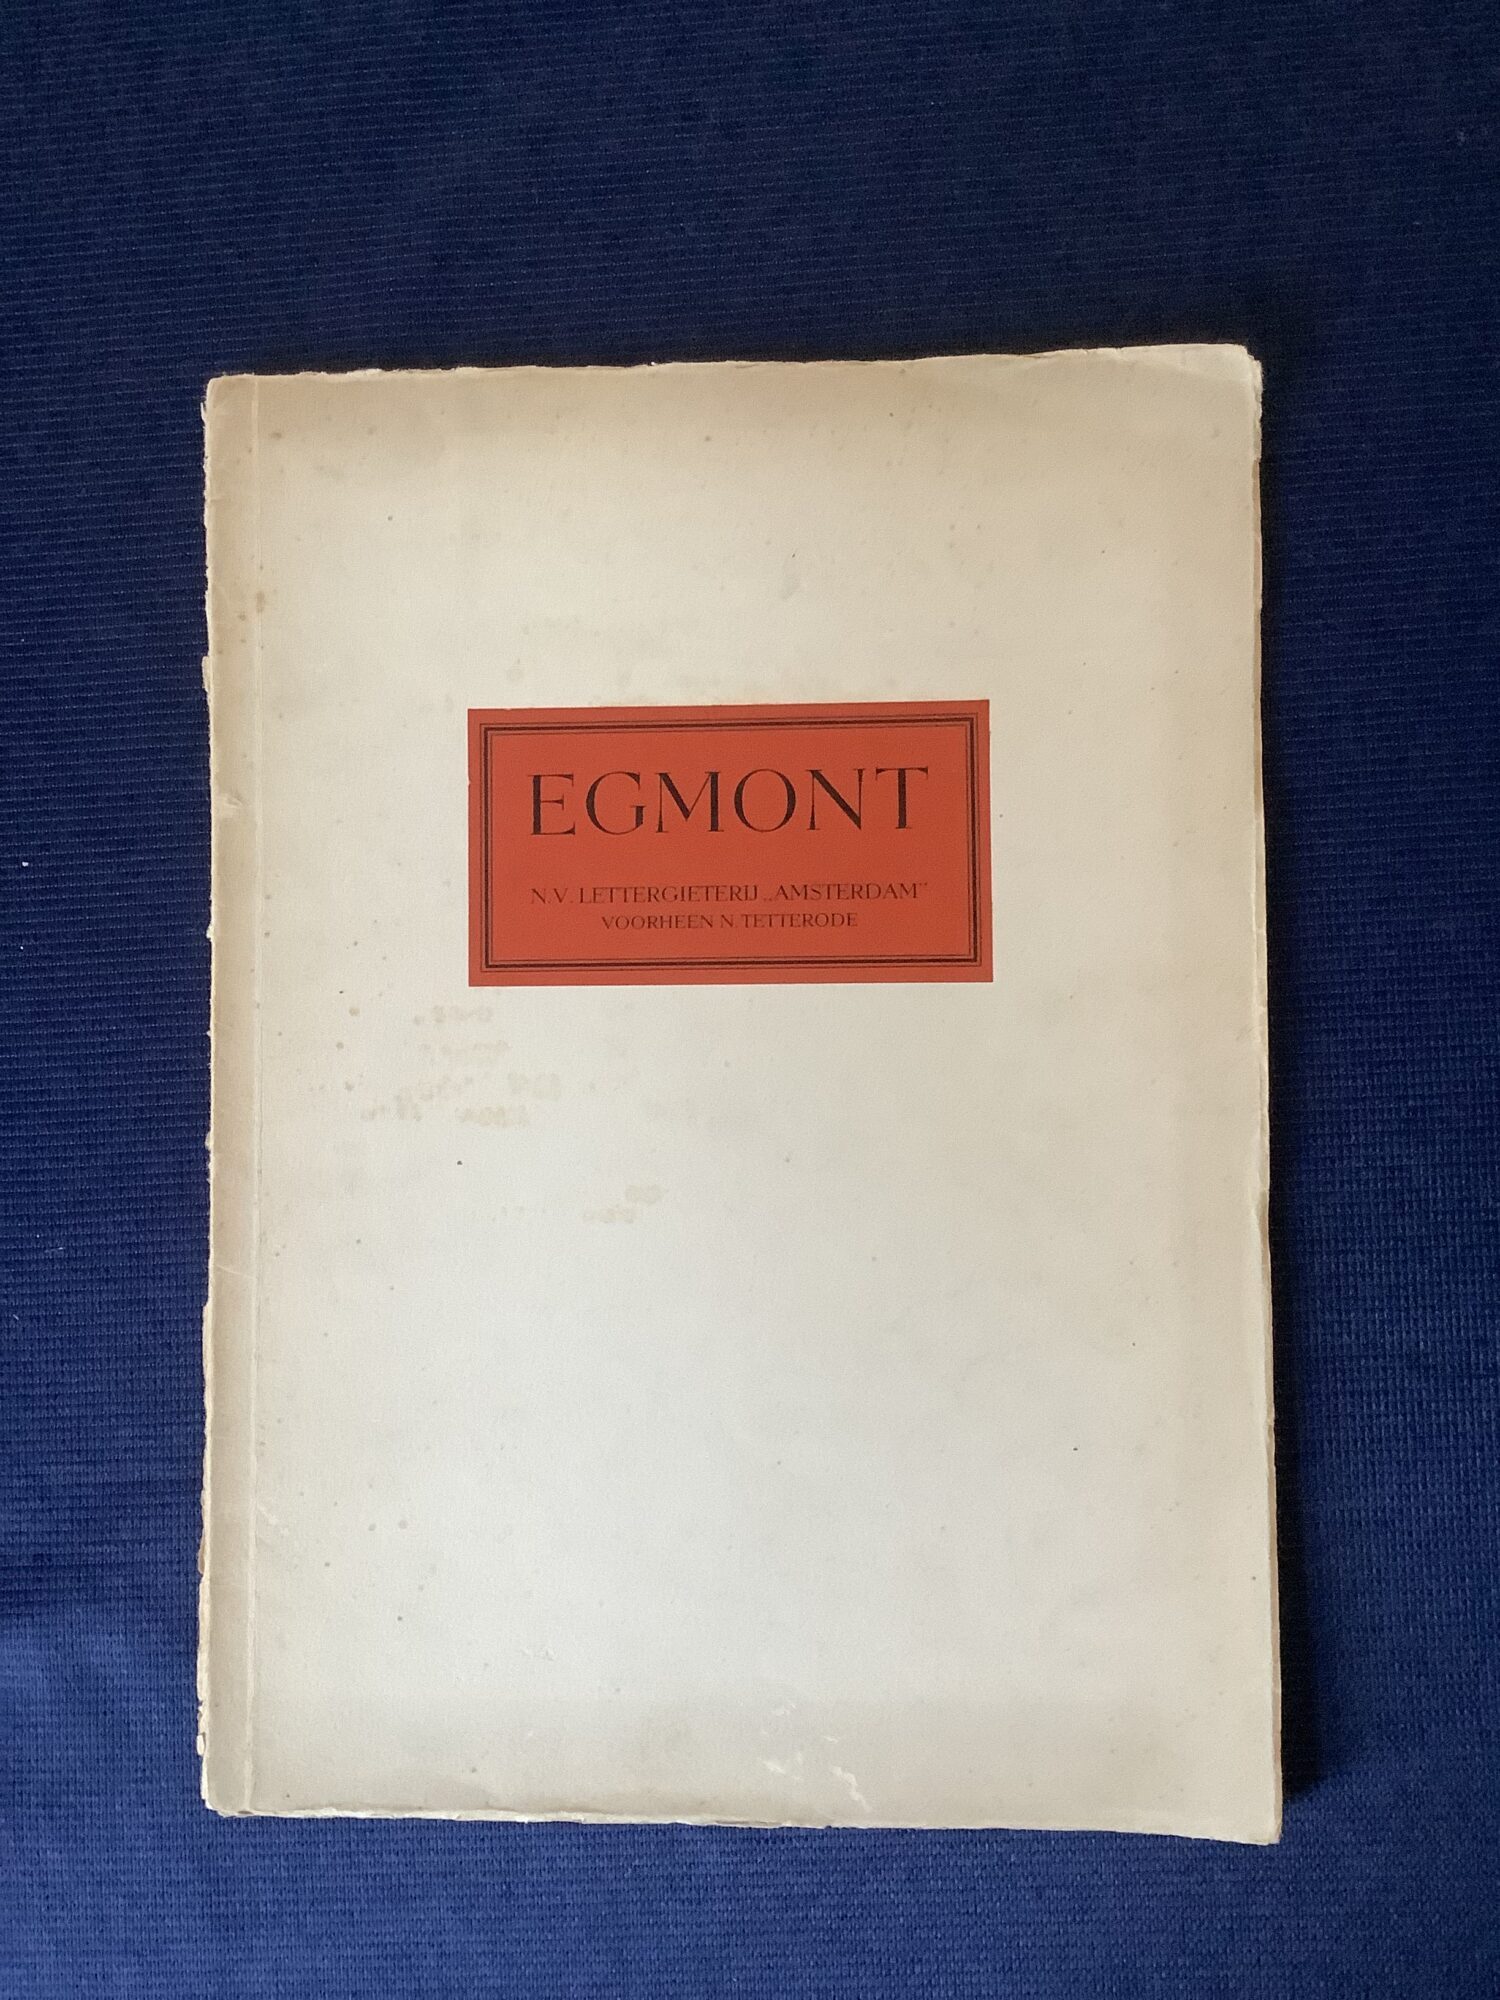 EGMONT
N.V. LETTERGIETERIJ „AMSTERDAM”
VOORHEEN N. TETTERODE